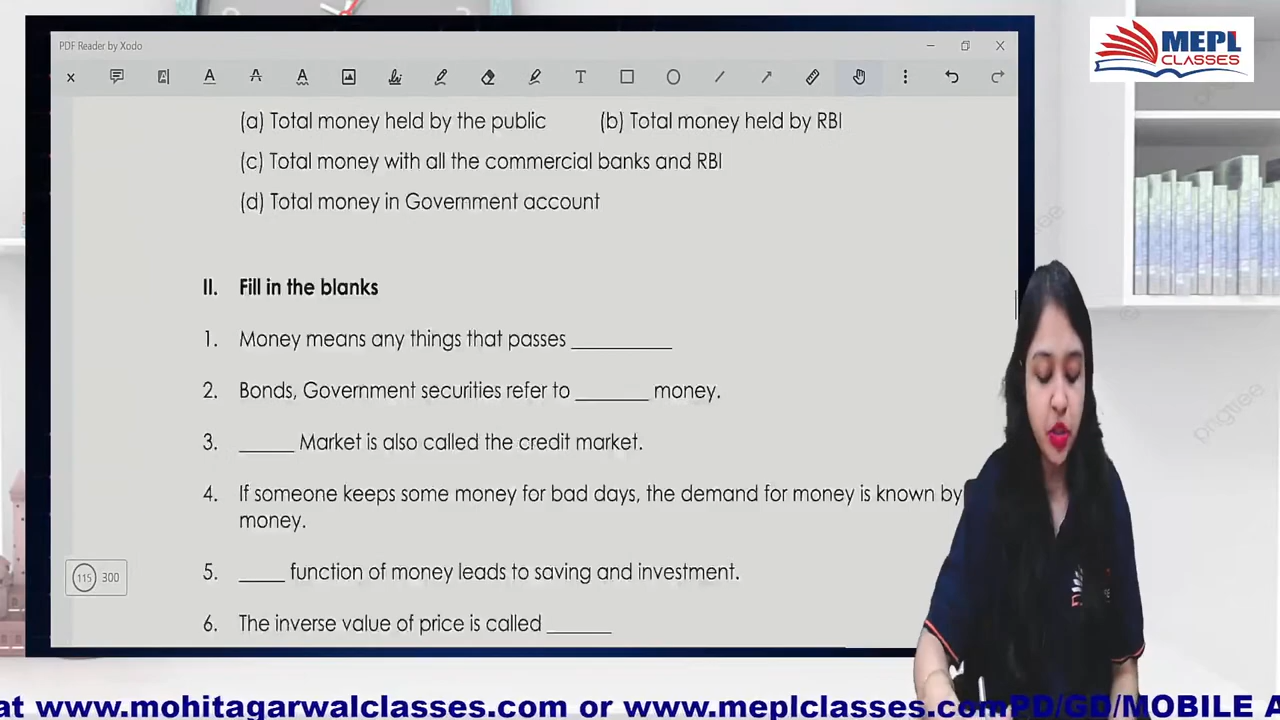 PDF Reader by Xodo
MEPL
CLASSES
(a) Total money held by the public (b) Total money held by RBI
(c) Total money with all the commercial banks and RBI
(d) Total money in Government account
II. Fill in the blanks
1. Money means any things that passes __________
2. Bonds, Government securities refer to _______ money.
3. _____ Market is also called the credit market.
4. If someone keeps some money for bad days, the demand for money is known by
money.
5. ____ function of money leads to saving and investment.
6. The inverse value of price is called ______
115 300
pngtree
at www.mohitagarwalclasses.com or www.meplclasses.comPD/GD/MOBILE A